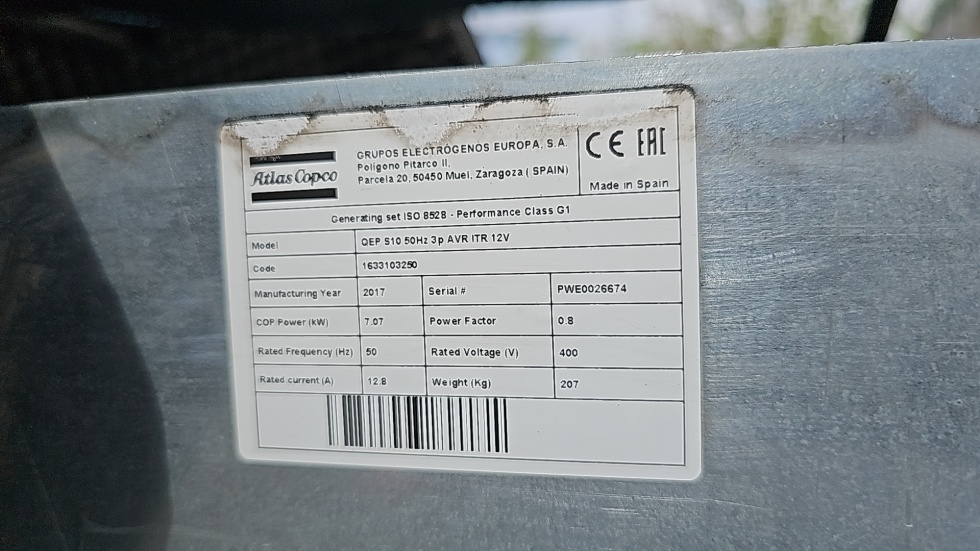 Atlas Copco
GRUPOS ELECTRÓGENOS EUROPA, S.A.
Polígono Pitarco II,
Parcela 20, 50450 Muel, Zaragoza ( SPAIN)
CE EAC
Made in Spain
Generating set ISO 8528 - Performance Class G1
Model QEP S10 50Hz 3p AVR ITR 12V
Code 1633103250
Manufacturing Year 2017 Serial # PWE0026674
COP Power (kW) 7.07 Power Factor 0.8
Rated Frequency (Hz) 50 Rated Voltage (V) 400
Rated current (A) 12.8 Weight (Kg) 207